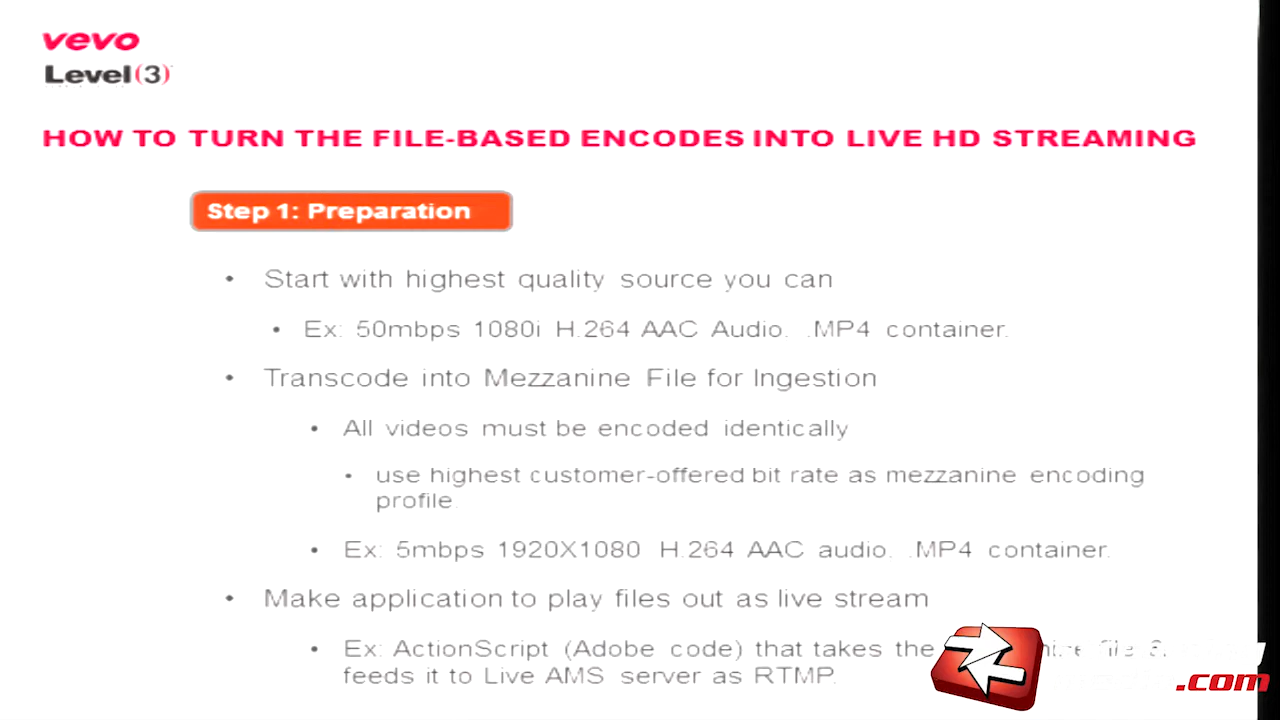 vevo
Level(3)
HOW TO TURN THE FILE-BASED ENCODES INTO LIVE HD STREAMING
Step 1: Preparation
• Start with highest quality source you can
• Ex: 50mbps 1080i H.264 AAC Audio. .MP4 container.
• Transcode into Mezzanine File for Ingestion
• All videos must be encoded identically
• use highest customer-offered bit rate as mezzanine encoding
profile.
• Ex: 5mbps 1920X1080 H.264 AAC audio. .MP4 container.
• Make application to play files out as live stream
• Ex: ActionScript (Adobe code) that takes the file
feeds it to Live AMS server as RTMP.
.com